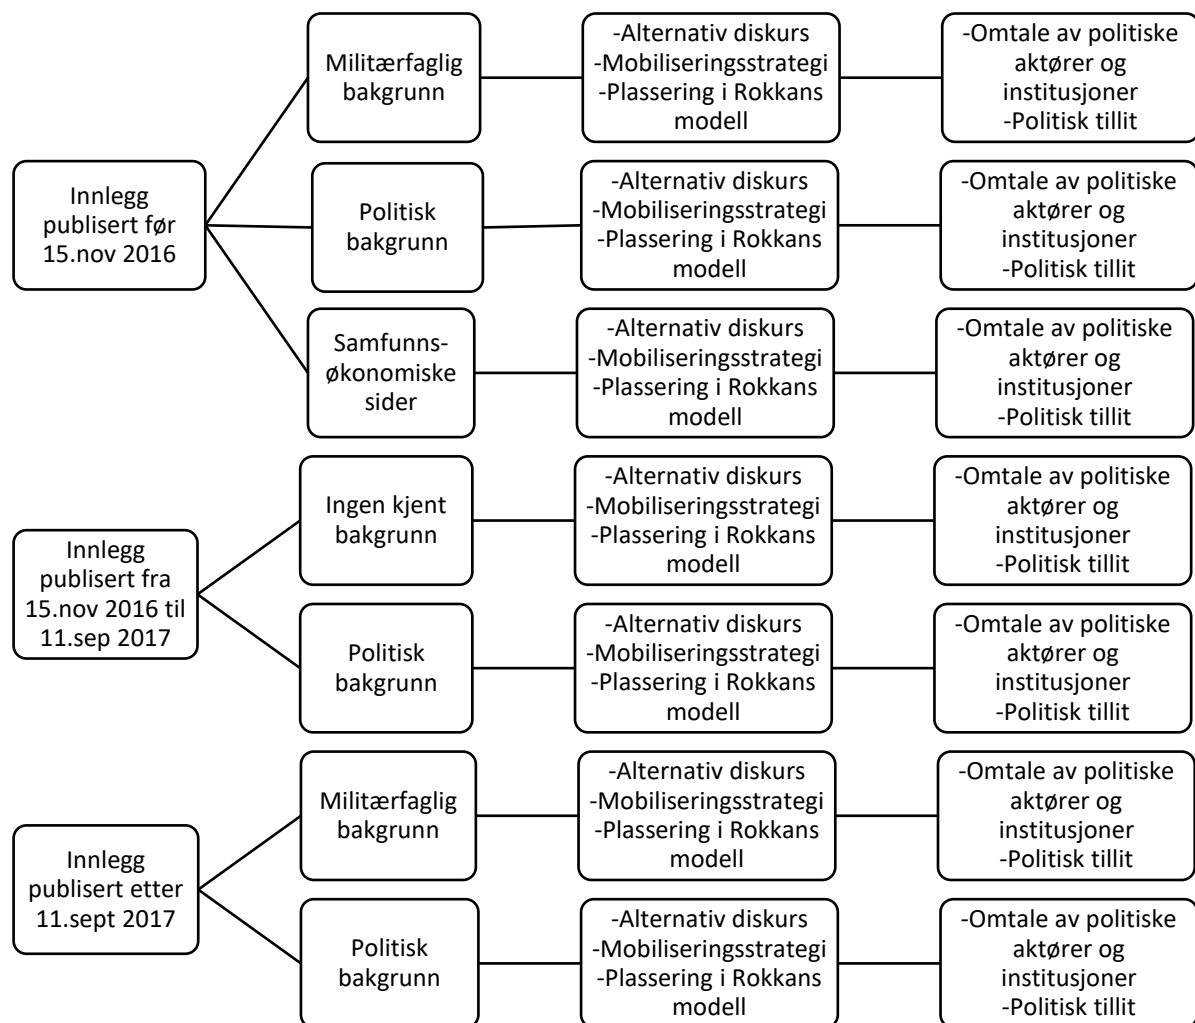 Innlegg
publisert før
15.nov 2016
Militærfaglig
bakgrunn
-Alternativ diskurs
-Mobiliseringsstrategi
-Plassering i Rokkans
modell
-Omtale av politiske
aktører og
institusjoner
-Politisk tillit
Politisk
bakgrunn
-Alternativ diskurs
-Mobiliseringsstrategi
-Plassering i Rokkans
modell
-Omtale av politiske
aktører og
institusjoner
-Politisk tillit
Samfunns-
økonomiske
sider
-Alternativ diskurs
-Mobiliseringsstrategi
-Plassering i Rokkans
modell
-Omtale av politiske
aktører og
institusjoner
-Politisk tillit
Innlegg
publisert fra
15.nov 2016 til
11.sep 2017
Ingen kjent
bakgrunn
-Alternativ diskurs
-Mobiliseringsstrategi
-Plassering i Rokkans
modell
-Omtale av politiske
aktører og
institusjoner
-Politisk tillit
Politisk
bakgrunn
-Alternativ diskurs
-Mobiliseringsstrategi
-Plassering i Rokkans
modell
-Omtale av politiske
aktører og
institusjoner
-Politisk tillit
Innlegg
publisert etter
11.sept 2017
Militærfaglig
bakgrunn
-Alternativ diskurs
-Mobiliseringsstrategi
-Plassering i Rokkans
modell
-Omtale av politiske
aktører og
institusjoner
-Politisk tillit
Politisk
bakgrunn
-Alternativ diskurs
-Mobiliseringsstrategi
-Plassering i Rokkans
modell
-Omtale av politiske
aktører og
institusjoner
-Politisk tillit